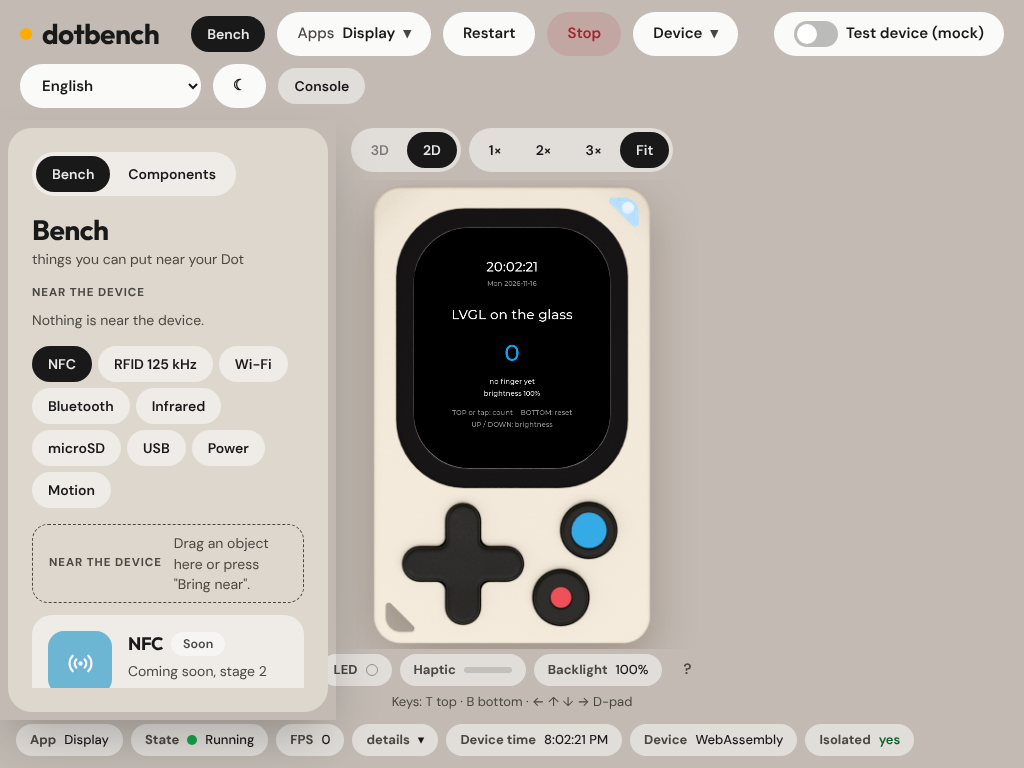 dotbench
Bench
Apps Display ▾
Restart
Stop
Device ▾
Test device (mock)
English
Console
Bench
Components
3D
2D
1×
2×
3×
Fit
Bench
things you can put near your Dot
NEAR THE DEVICE
Nothing is near the device.
NFC
RFID 125 kHz
Wi-Fi
Bluetooth
Infrared
microSD
USB
Power
Motion
NEAR THE DEVICE
Drag an object
here or press
"Bring near".
NFC
Soon
Coming soon, stage 2
20:02:21
Mon 2026-11-16
LVGL on the glass
0
no finger yet
brightness 100%
TOP or tap: count BOTTOM: reset
UP / DOWN: brightness
LED
Haptic
Backlight 100%
?
Keys: T top · B bottom · ← ↑ ↓ → D-pad
App Display
State Running
FPS 0
details ▾
Device time 8:02:21 PM
Device WebAssembly
Isolated yes